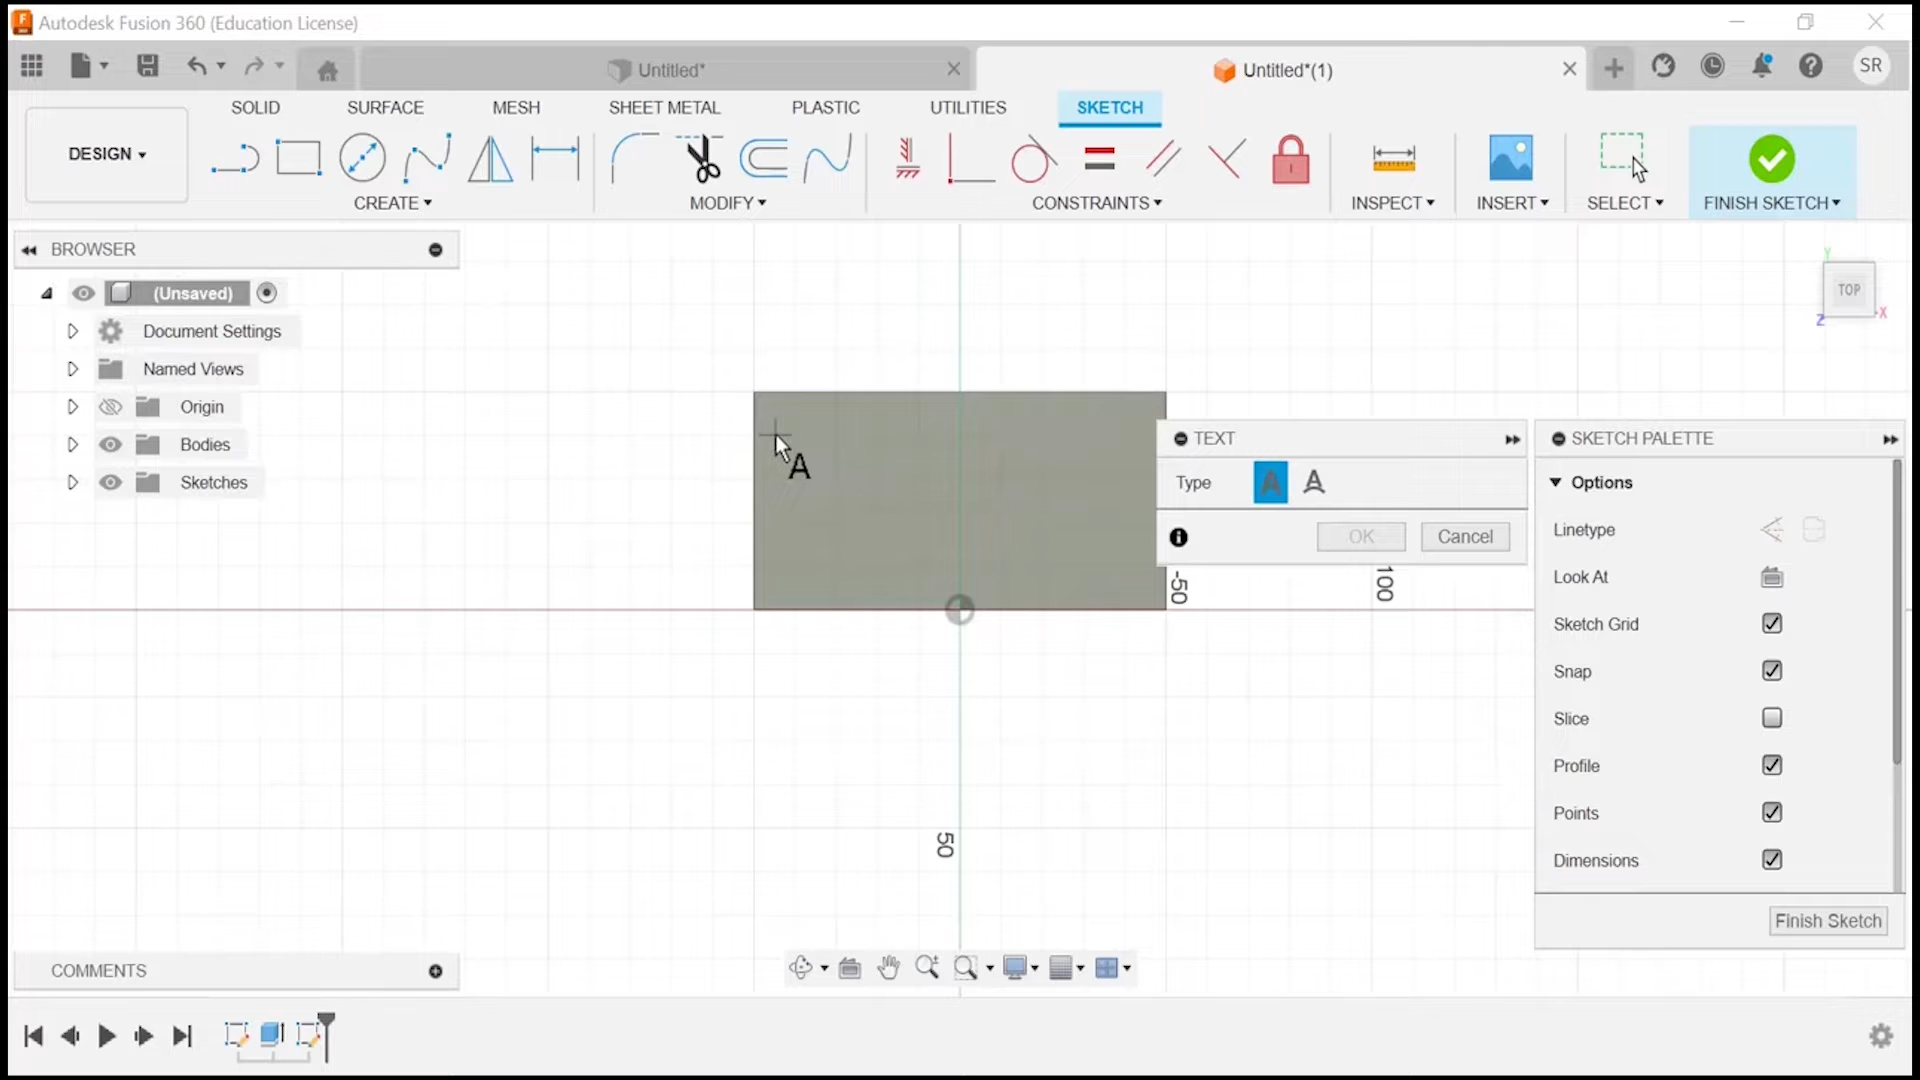 Autodesk Fusion 360 (Education License)
Untitled*
Untitled*(1)
SR
SOLID
SURFACE
MESH
SHEET METAL
PLASTIC
UTILITIES
SKETCH
DESIGN
CREATE
MODIFY
CONSTRAINTS
INSPECT
INSERT
SELECT
FINISH SKETCH
BROWSER
(Unsaved)
Document Settings
Named Views
Origin
Bodies
Sketches
Y
TOP
X
Z
A
TEXT
Type
A A
OK
Cancel
-50
100
50
SKETCH PALETTE
Options
Linetype
Look At
Sketch Grid
Snap
Slice
Profile
Points
Dimensions
Finish Sketch
COMMENTS